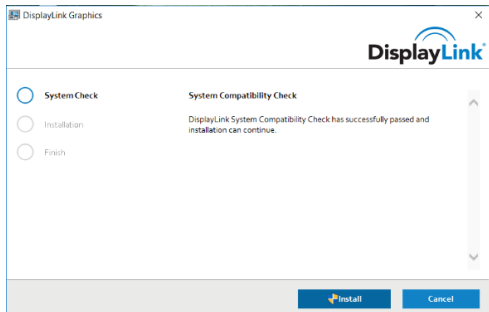 DisplayLink Graphics
DisplayLink
System Check
System Compatibility Check
DisplayLink System Compatibility Check has successfully passed and
installation can continue.
Installation
Finish
Install
Cancel